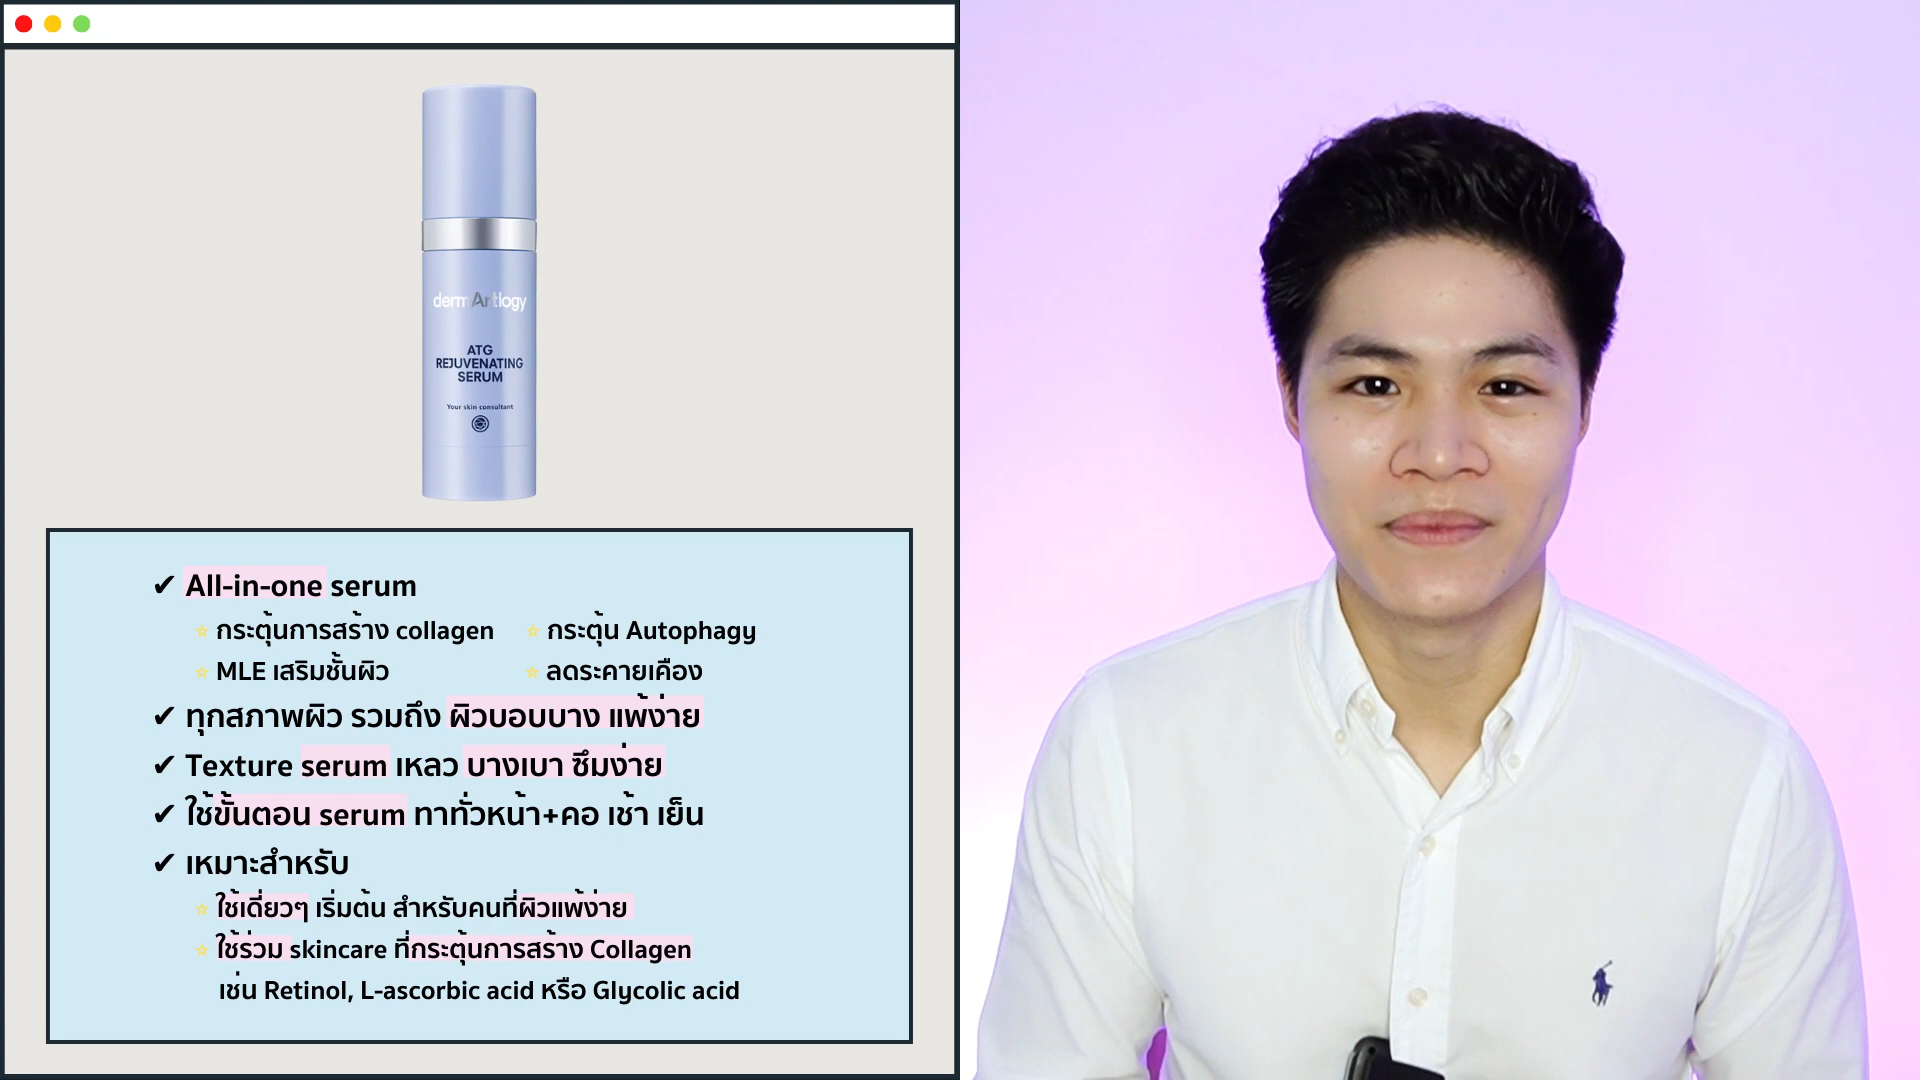 dermArtlogy
ATG
REJUVENATING
SERUM
Your skin consultant
✔ All-in-one serum
☆ กระตุ้นการสร้าง collagen ☆ กระตุ้น Autophagy
☆ MLE เสริมชั้นผิว ☆ ลดระคายเคือง
✔ ทุกสภาพผิว รวมถึง ผิวบอบบาง แพ้ง่าย
✔ Texture serum เหลว บางเบา ซึมง่าย
✔ ใช้ขั้นตอน serum ทาทั่วหน้า+คอ เช้า เย็น
✔ เหมาะสำหรับ
☆ ใช้เดี่ยวๆ เริ่มต้น สำหรับคนที่ผิวแพ้ง่าย
☆ ใช้ร่วม skincare ที่กระตุ้นการสร้าง Collagen
เช่น Retinol, L-ascorbic acid หรือ Glycolic acid